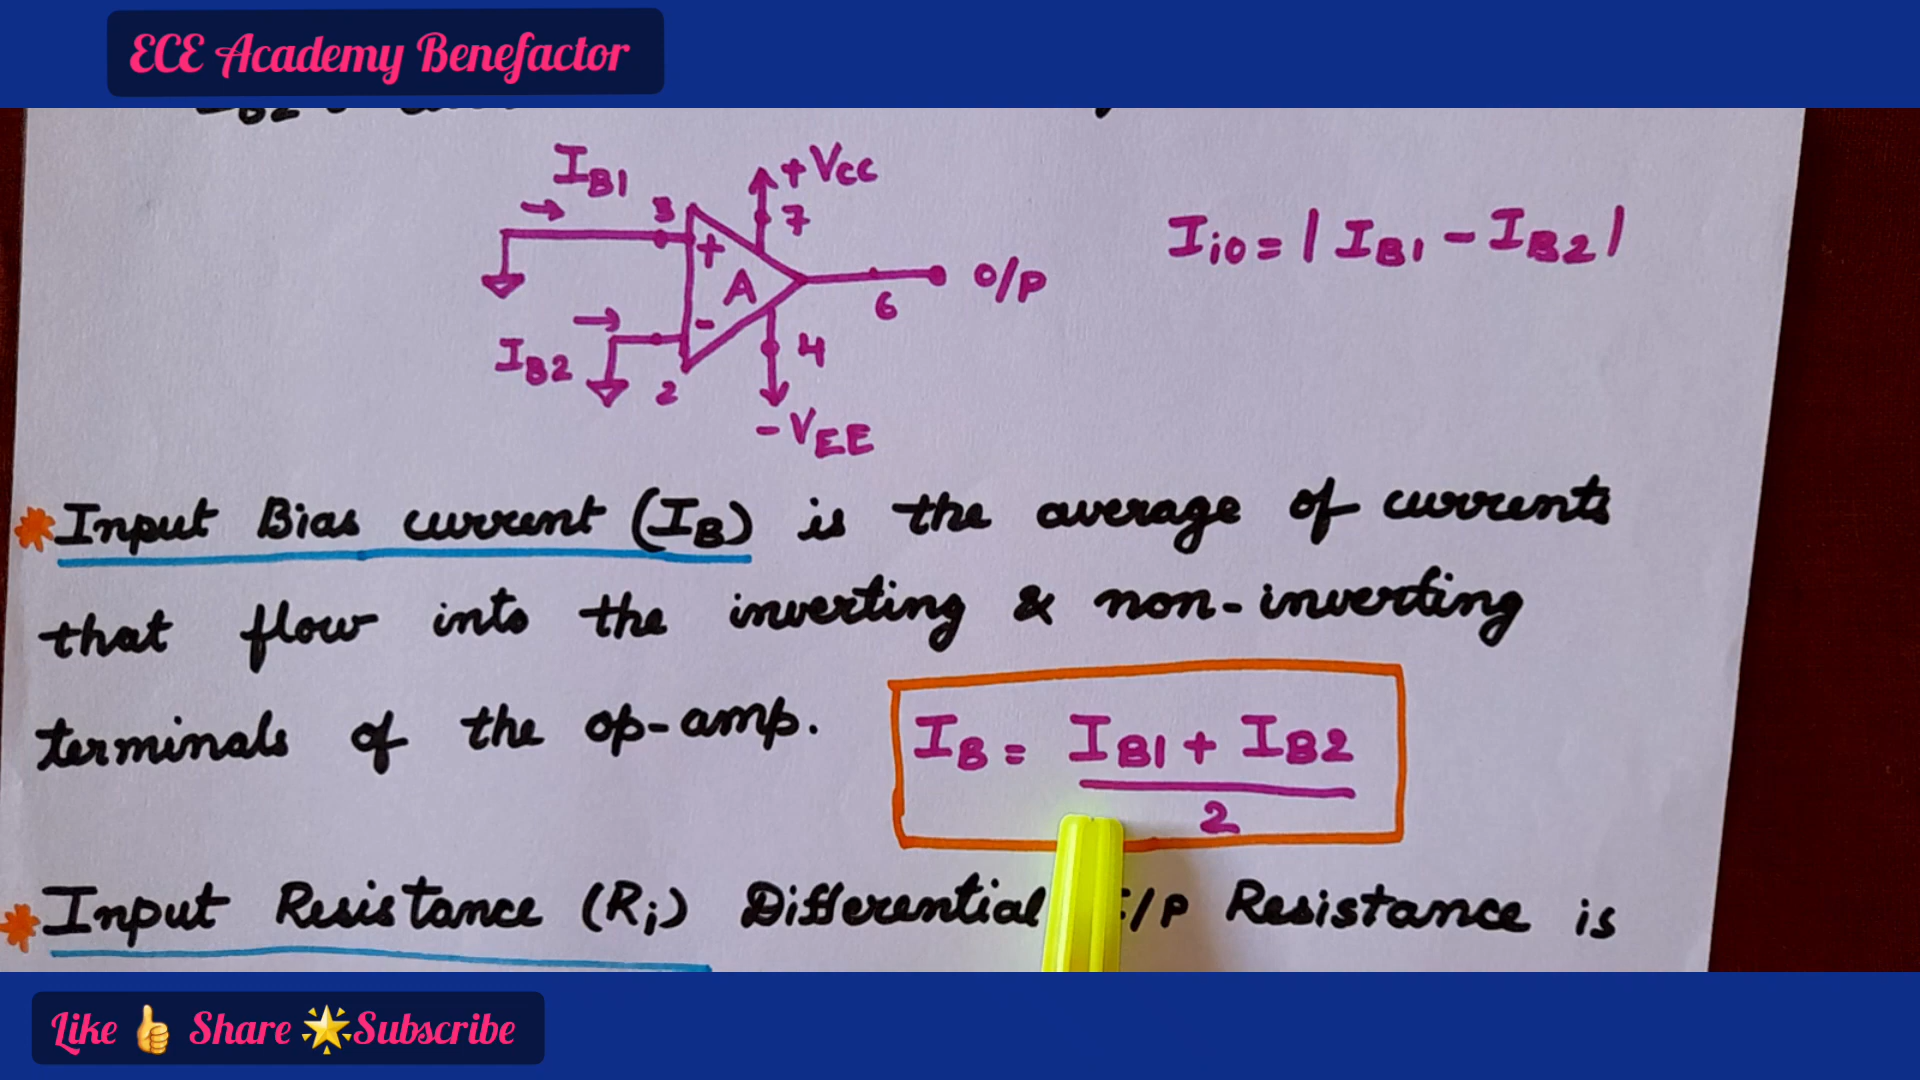 ECE Academy Benefactor
IB1
+VCC
3
7
+
A
Iio = | IB1 - IB2 |
O/P
6
-
IB2
2
4
-VEE
*Input Bias current (IB) is the average of currents
that flow into the inverting & non-inverting
terminals of the op-amp.
IB = IB1 + IB2
2
*Input Resistance (Ri) Differential I/P Resistance is
Like 👍 Share 🌟Subscribe